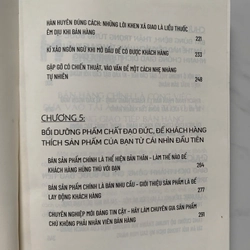 HÀN HUYÊN ĐÚNG CÁCH: NHỮNG LỜI KHEN XÃ GIAO LÀ LIỀU THUỐC
ÊM DỊU KHI BÁN HÀNG
221
KĨ XẢO NGÔN NGỮ KHI MỞ ĐẦU ĐỂ CÓ ĐƯỢC KHÁCH HÀNG
233
GẶP GỠ CÓ CHIẾN THUẬT, VÀO VẤN ĐỀ MỘT CÁCH NHẸ NHÀNG
TỰ NHIÊN
248
CHƯƠNG 5:
BỒI DƯỠNG PHẨM CHẤT ĐẠO ĐỨC, ĐỂ KHÁCH HÀNG
THÍCH SẢN PHẨM CỦA BẠN TỪ CÁI NHÌN ĐẦU TIÊN
BÁN SẢN PHẨM CHÍNH LÀ THỂ HIỆN BẢN THÂN - LÀM THẾ NÀO ĐỂ
KHÁCH HÀNG HỨNG THÚ VỚI BẠN
264
BÁN SẢN PHẨM CHÍNH LÀ BÁN NHU CẦU - GIỚI THIỆU SẢN PHẨM LÀ ĐỂ
LAY ĐỘNG KHÁCH HÀNG
277
CHUYÊN NGHIỆP MỚI ĐÁNG TIN CẬY - HÃY LÀM CHUYÊN GIA SẢN PHẨM
CHỨ KHÔNG PHẢI NHÂN VIÊN BÁN HÀNG
291